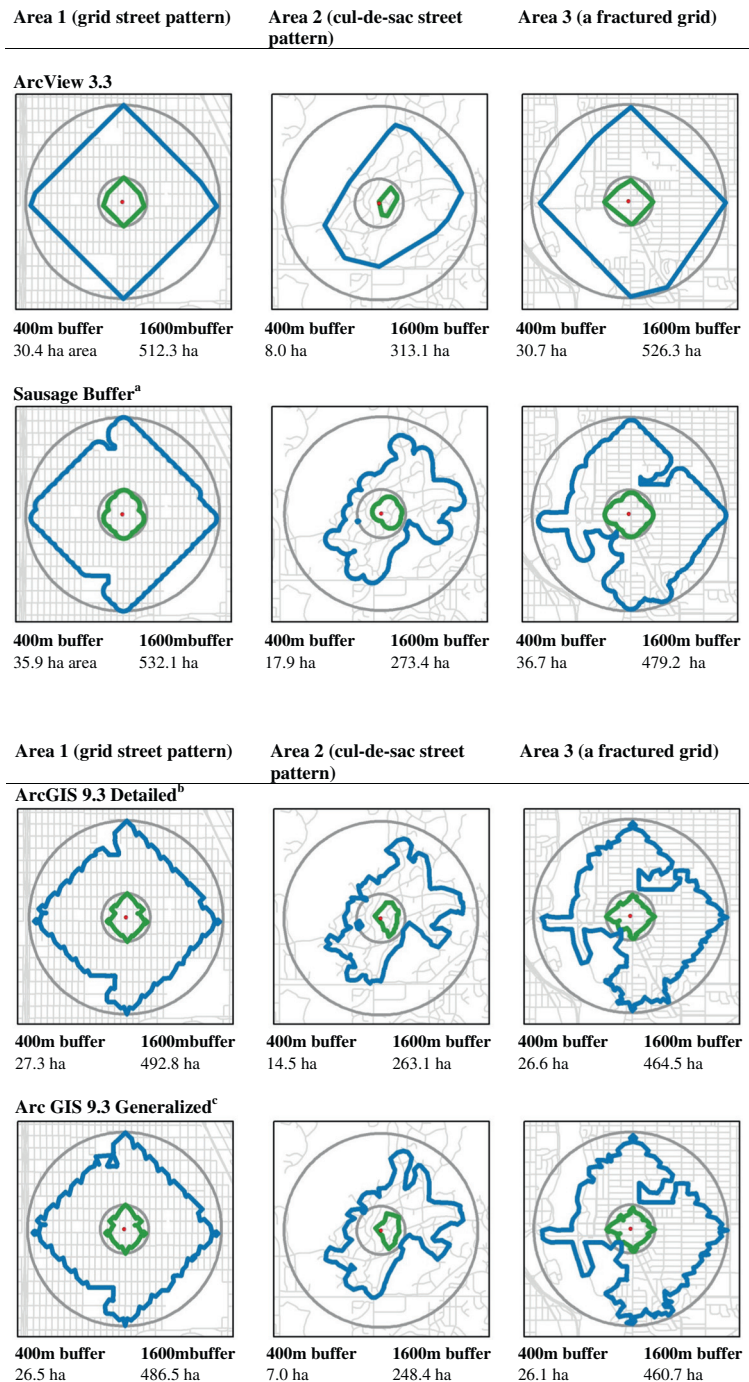 Area 1 (grid street pattern) Area 2 (cul-de-sac street pattern) Area 3 (a fractured grid)
ArcView 3.3
400m buffer 1600mbuffer 400m buffer 1600m buffer 400m buffer 1600m buffer
30.4 ha area 512.3 ha 8.0 ha 313.1 ha 30.7 ha 526.3 ha
Sausage Buffer^a
400m buffer 1600mbuffer 400m buffer 1600m buffer 400m buffer 1600m buffer
35.9 ha area 532.1 ha 17.9 ha 273.4 ha 36.7 ha 479.2 ha
Area 1 (grid street pattern) Area 2 (cul-de-sac street pattern) Area 3 (a fractured grid)
ArcGIS 9.3 Detailed^b
400m buffer 1600mbuffer 400m buffer 1600m buffer 400m buffer 1600m buffer
27.3 ha 492.8 ha 14.5 ha 263.1 ha 26.6 ha 464.5 ha
Arc GIS 9.3 Generalized^c
400m buffer 1600mbuffer 400m buffer 1600m buffer 400m buffer 1600m buffer
26.5 ha 486.5 ha 7.0 ha 248.4 ha 26.1 ha 460.7 ha